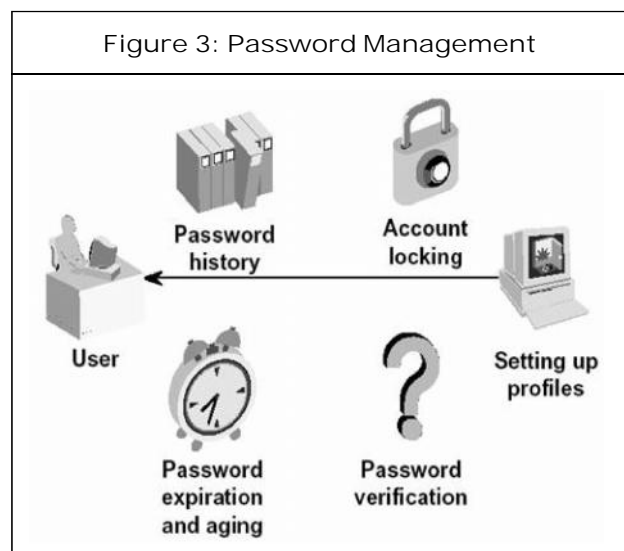 Figure 3: Password Management
Password
history
Account
locking
User
Setting up
profiles
Password
expiration
and aging
Password
verification